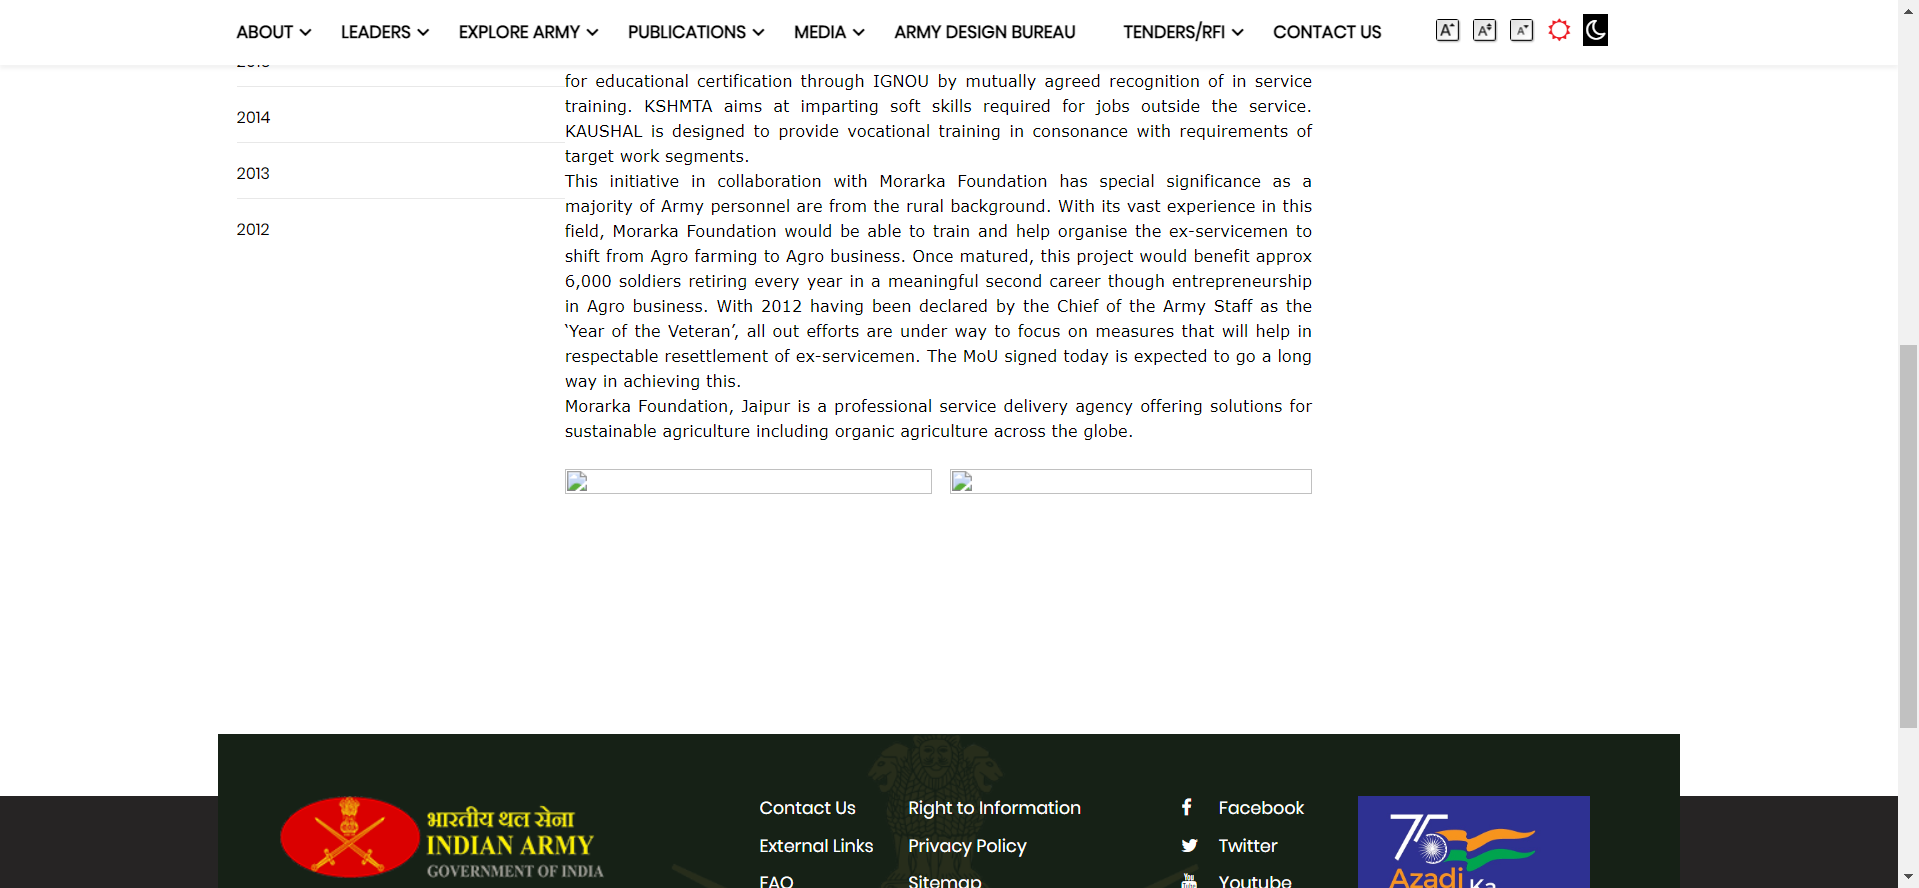 ABOUT
LEADERS
EXPLORE ARMY
PUBLICATIONS
MEDIA
ARMY DESIGN BUREAU
TENDERS/RFI
CONTACT US
2014
2013
2012
for educational certification through IGNOU by mutually agreed recognition of in service
training. KSHMTA aims at imparting soft skills required for jobs outside the service.
KAUSHAL is designed to provide vocational training in consonance with requirements of
target work segments.
This initiative in collaboration with Morarka Foundation has special significance as a
majority of Army personnel are from the rural background. With its vast experience in this
field, Morarka Foundation would be able to train and help organise the ex-servicemen to
shift from Agro farming to Agro business. Once matured, this project would benefit approx
6,000 soldiers retiring every year in a meaningful second career though entrepreneurship
in Agro business. With 2012 having been declared by the Chief of the Army Staff as the
‘Year of the Veteran’, all out efforts are under way to focus on measures that will help in
respectable resettlement of ex-servicemen. The MoU signed today is expected to go a long
way in achieving this.
Morarka Foundation, Jaipur is a professional service delivery agency offering solutions for
sustainable agriculture including organic agriculture across the globe.
भारतीय थल सेना
INDIAN ARMY
GOVERNMENT OF INDIA
Contact Us
External Links
FAQ
Right to Information
Privacy Policy
Sitemap
Facebook
Twitter
Youtube
75
Azadi Ka